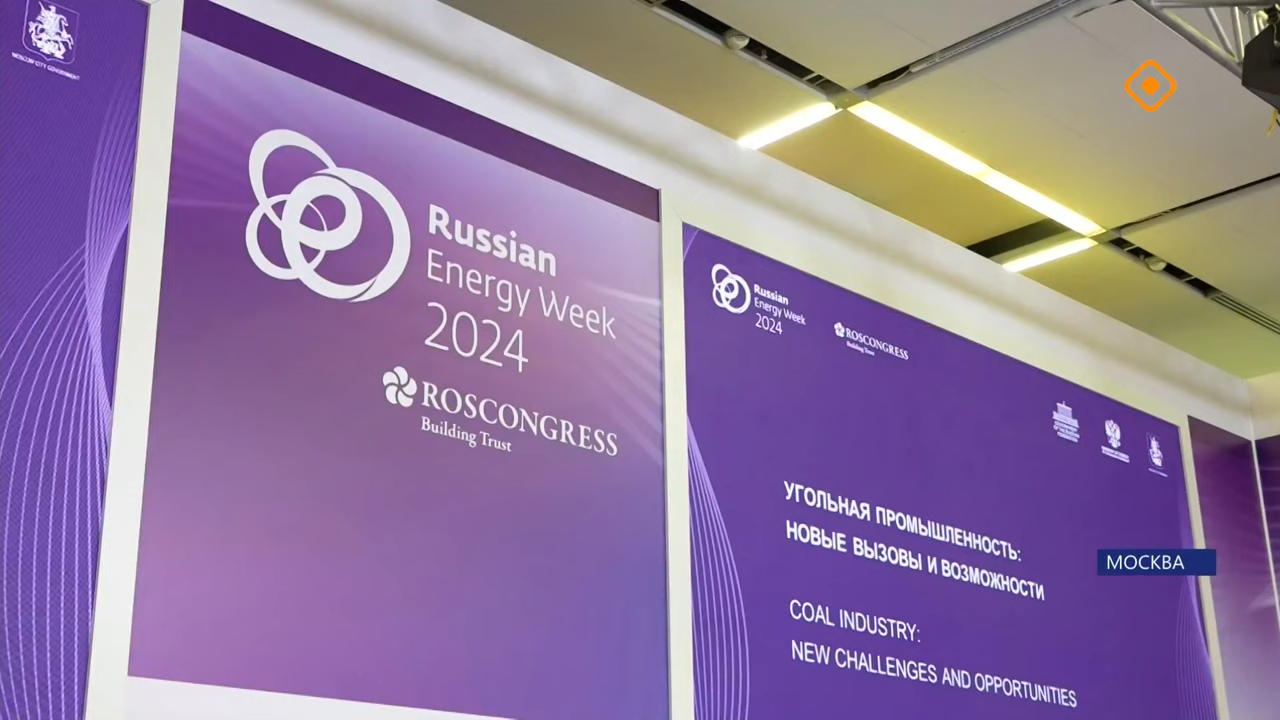 MOSCOW CITY GOVERNMENT
Russian
Energy Week
2024
ROSCONGRESS
Building Trust
Russian
Energy Week
2024
ROSCONGRESS
Building Trust
УГОЛЬНАЯ ПРОМЫШЛЕННОСТЬ:
НОВЫЕ ВЫЗОВЫ И ВОЗМОЖНОСТИ
COAL INDUSTRY:
NEW CHALLENGES AND OPPORTUNITIES
МОСКВА